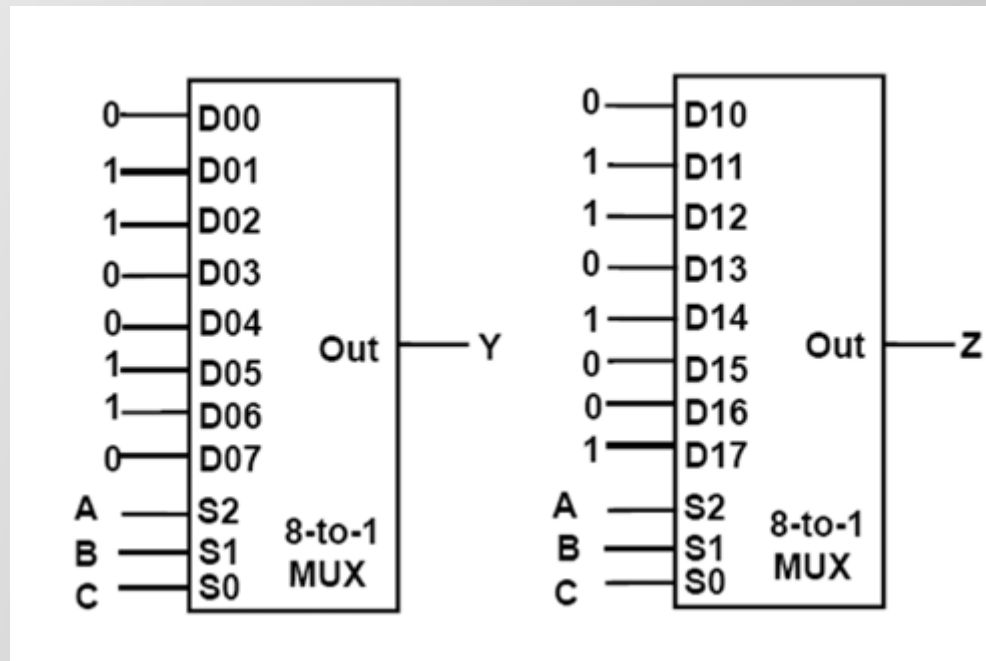 0 D00
1 D01
1 D02
0 D03
0 D04
1 D05
1 D06
0 D07
Out Y
A S2
B S1
C S0
8-to-1
MUX
0 D10
1 D11
1 D12
0 D13
1 D14
0 D15
0 D16
1 D17
Out Z
A S2
B S1
C S0
8-to-1
MUX